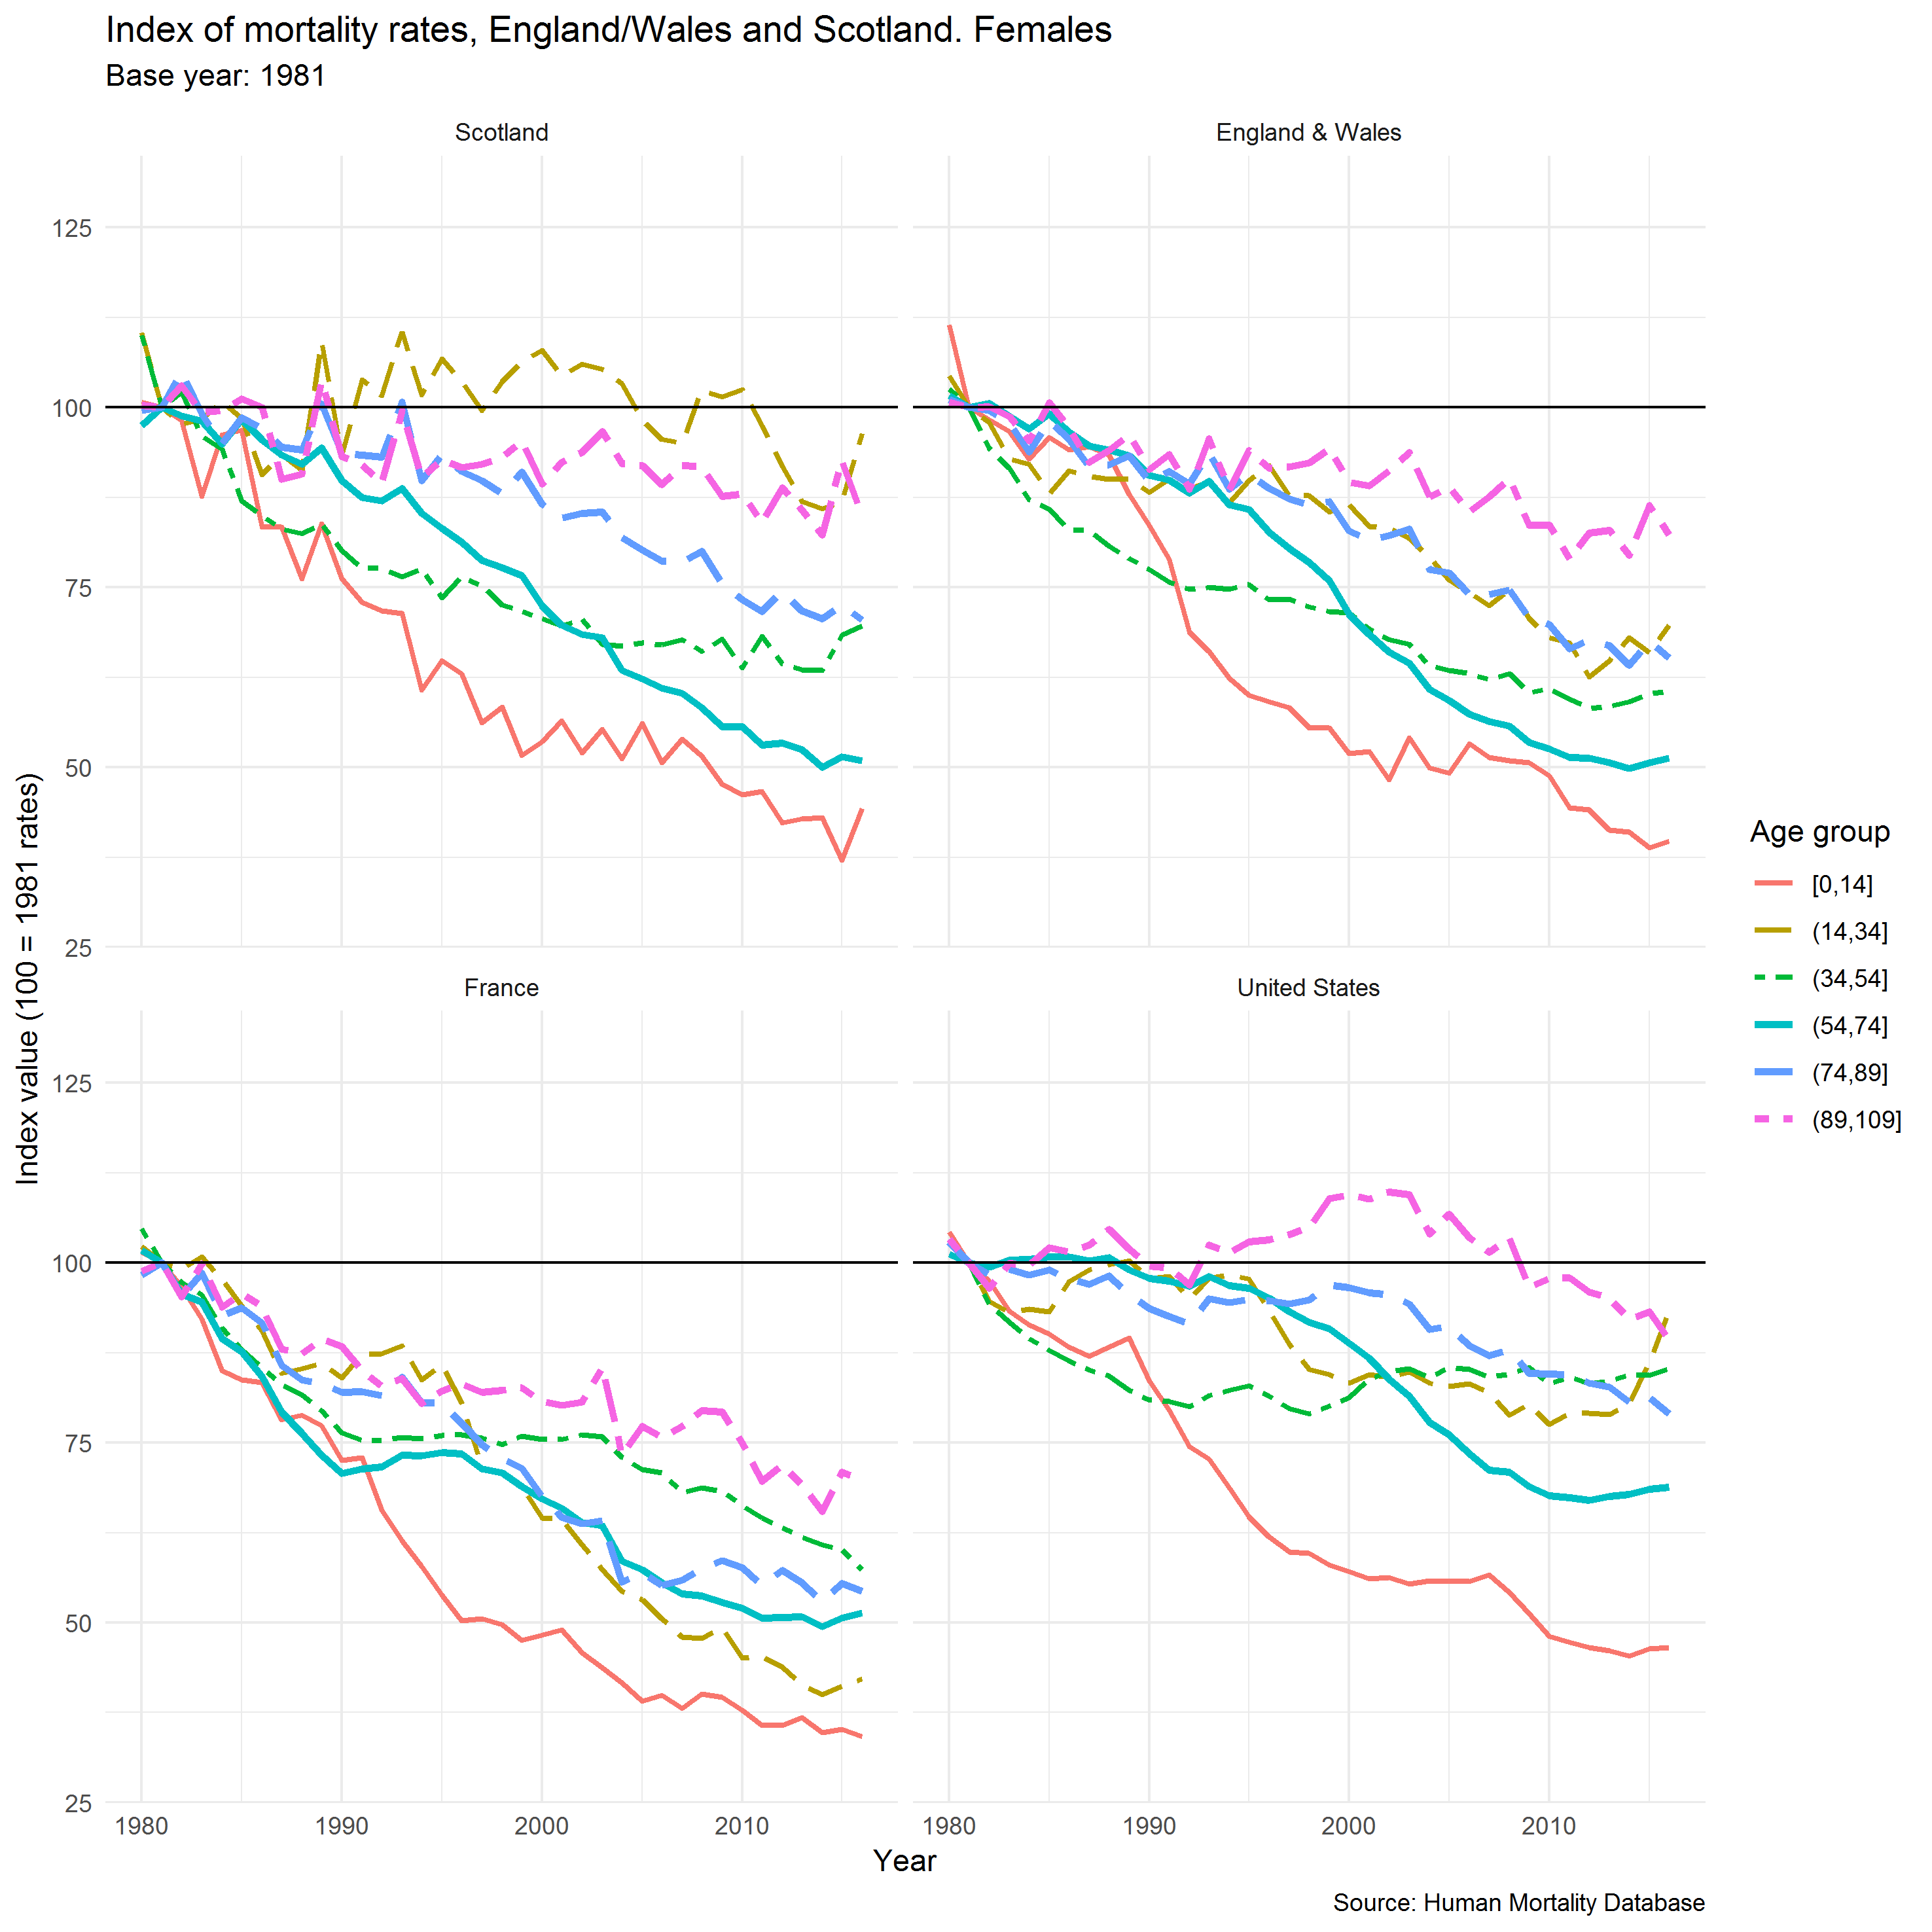 Index of mortality rates, England/Wales and Scotland. Females
Base year: 1981
Scotland
England & Wales
125
100
75
50
25
France
United States
125
100
75
50
25
1980 1990 2000 2010
1980 1990 2000 2010
Index value (100 = 1981 rates)
Year
Age group
[0,14]
(14,34]
(34,54]
(54,74]
(74,89]
(89,109]
Source: Human Mortality Database